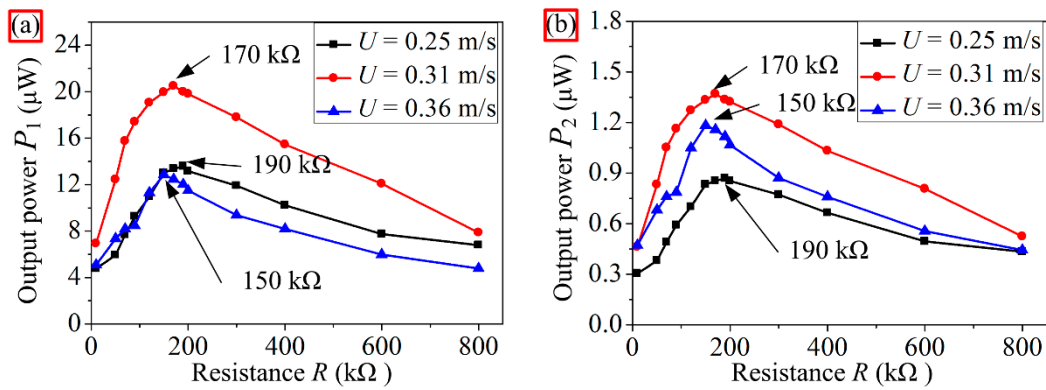 (a)
Output power P₁ (μW)
24
20
16
12
8
4
0
U = 0.25 m/s
U = 0.31 m/s
U = 0.36 m/s
170 kΩ
190 kΩ
150 kΩ
0 200 400 600 800
Resistance R (kΩ)
(b)
Output power P₂ (μW)
1.8
1.5
1.2
0.9
0.6
0.3
0.0
U = 0.25 m/s
U = 0.31 m/s
U = 0.36 m/s
170 kΩ
150 kΩ
190 kΩ
0 200 400 600 800
Resistance R (kΩ)